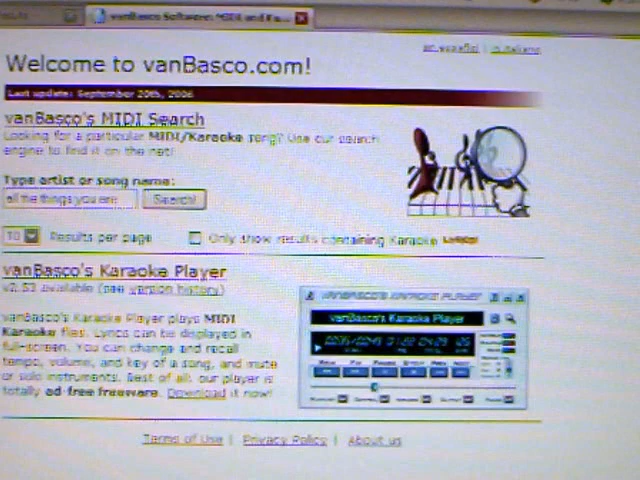 vanBasco Software: MIDI and Ka...
en español | in italiano
Welcome to vanBasco.com!
Last update: September 20th, 2006
vanBasco's MIDI Search
Looking for a particular MIDI/Karaoke song? Use our search
engine to find it on the net!
Type artist or song name:
all the things you are Search!
10 Results per page Only show results containing Karaoke
vanBasco's Karaoke Player
v2.53 available (see version history)
VANBASCO'S KARAOKE PLAYER
vanBasco's Karaoke Player
vanBasco's Karaoke Player plays MIDI
Karaoke files. Lyrics can be displayed in
full-screen. You can change and recall
tempo, volume, and key of a song, and mute
or solo instruments. Best of all: our player is
totally ad-free freeware. Download it now!
Terms of Use | Privacy Policy | About us